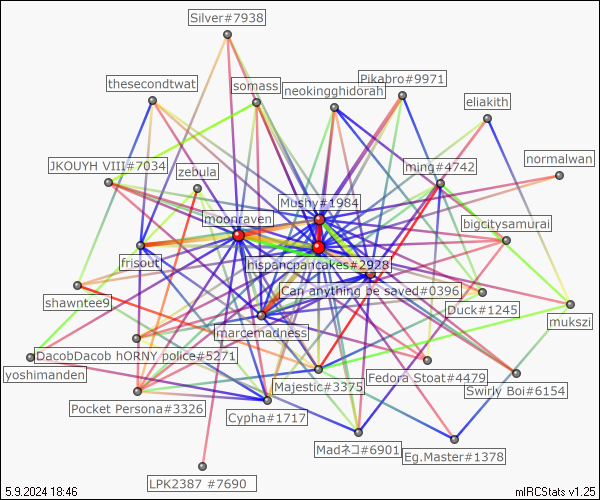 Silver#7938
Pikabro#9971
thesecondtwat
somass
neokingghidorah
eliakith
JKOUYH VIII#7034
zebula
ming#4742
normalwan
Mushy#1984
moonraven
bigcitysamurai
frisout
hispancpancakes#2928
Can anything be saved#0396
shawntee9
Duck#1245
mukszi
marcemadness
DacobDacob hORNY police#5271
yoshimanden
Majestic#3375
Fedora Stoat#4479
Swirly Boi#6154
Pocket Persona#3326
Cypha#1717
Madネコ#6901
Eg.Master#1378
LPK2387 #7690
5.9.2024 18:46
mIRCStats v1.25